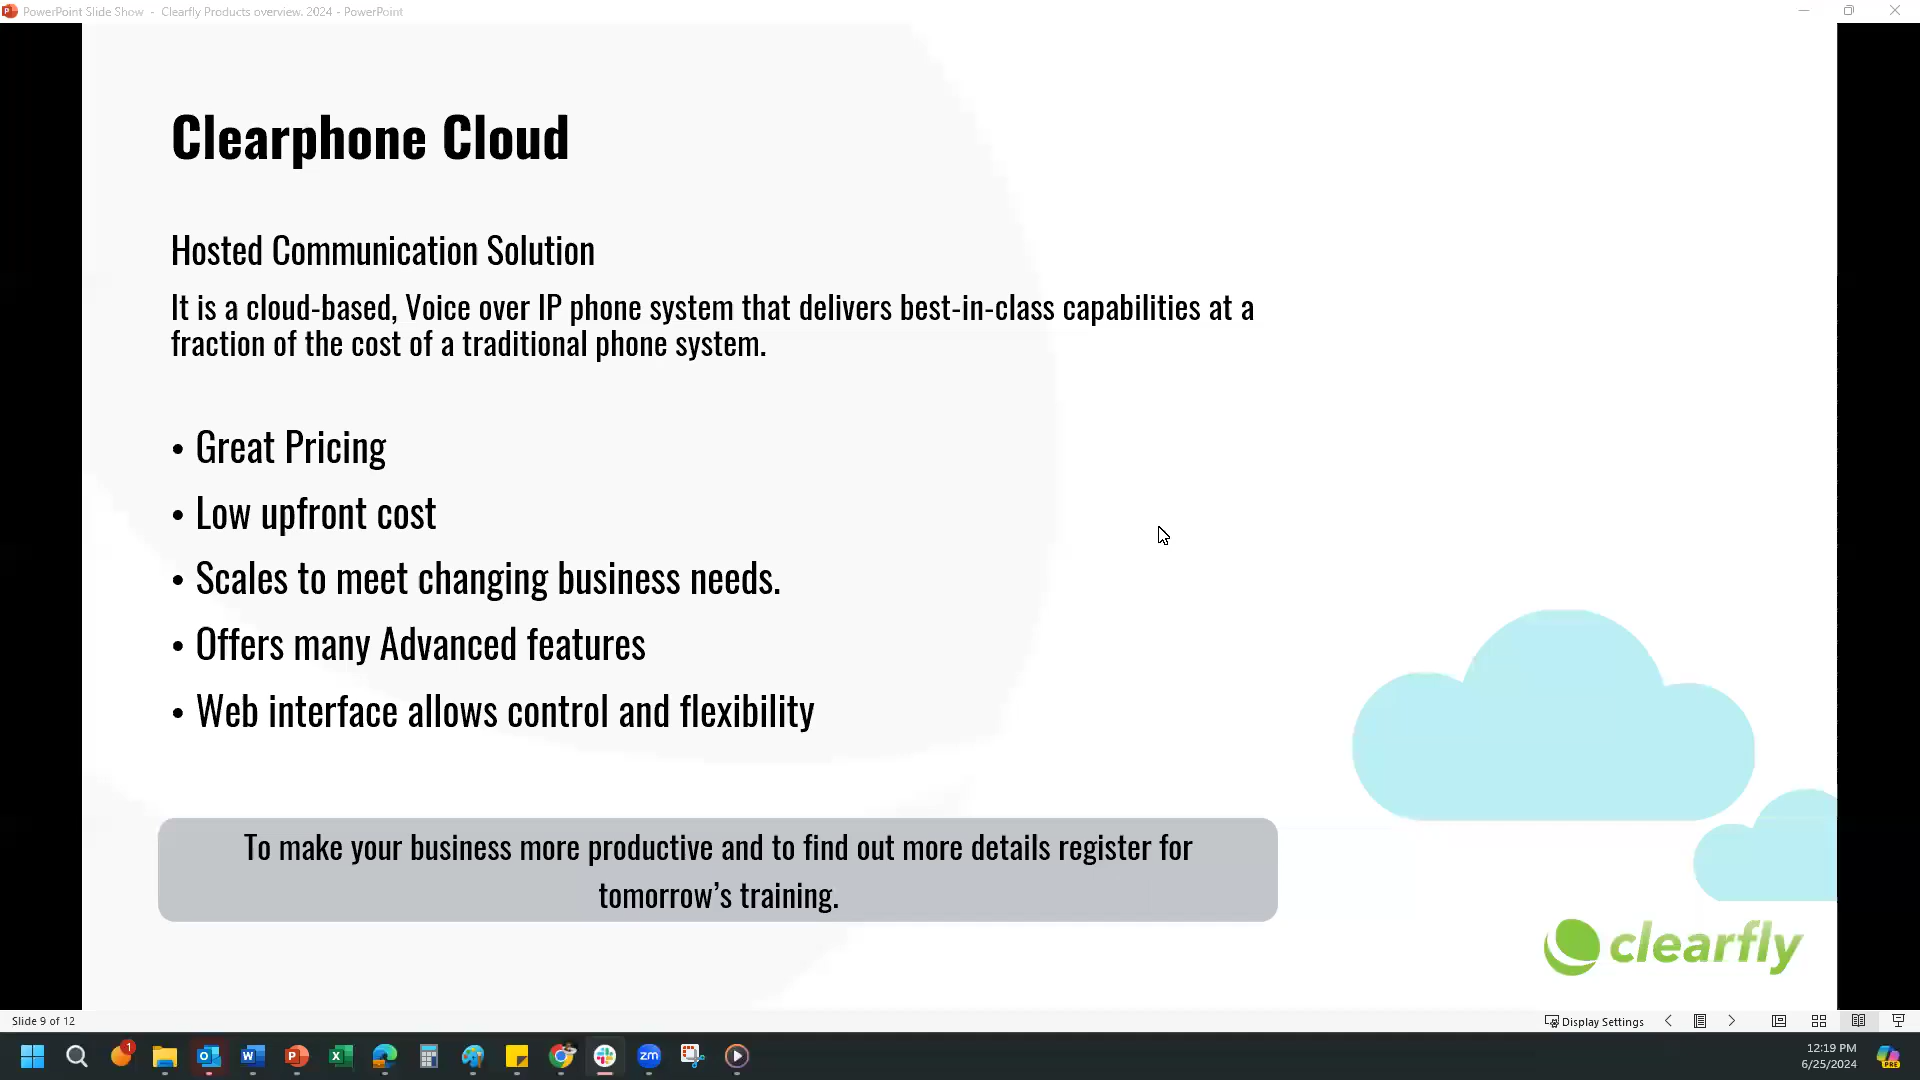 PowerPoint Slide Show - Clearfly Products overview. 2024 - PowerPoint
Clearphone Cloud
Hosted Communication Solution
It is a cloud-based, Voice over IP phone system that delivers best-in-class capabilities at a
fraction of the cost of a traditional phone system.
• Great Pricing
• Low upfront cost
• Scales to meet changing business needs.
• Offers many Advanced features
• Web interface allows control and flexibility
To make your business more productive and to find out more details register for
tomorrow's training.
clearfly
Slide 9 of 12
Display Settings
1
zm
12:19 PM
6/25/2024
PRE